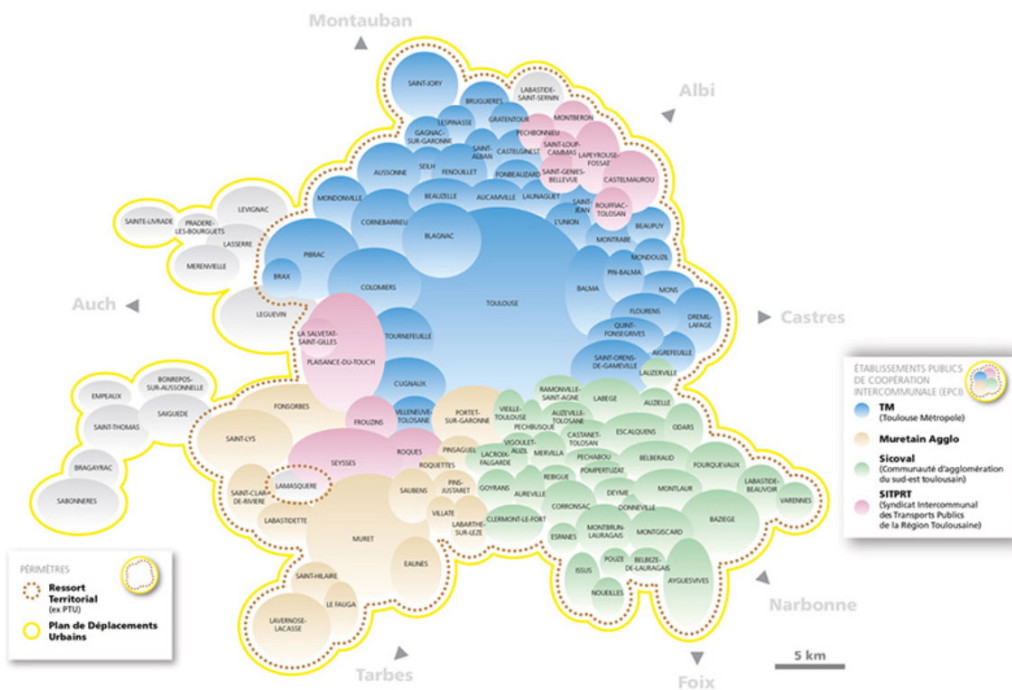 Montauban
Albi
SAINT-JORY
LABASTIDE-
SAINT-SERNIN
BRUGUIERES
LESPINASSE
GRATENTOUR
MONTBERON
PECHBONNIEU
GAGNAC-
SUR-GARONNE
SAINT-
ALBAN
CASTELGINEST
SAINT-LOUP-
CAMMAS
LAPEYROUSE-
FOSSAT
AUSSONNE
SEILH
FENOUILLET
FONBEAUZARD
SAINT-GENIES-
BELLEVUE
CASTELMAUROU
MONDONVILLE
BEAUZELLE
AUCAMVILLE
LAUNAGUET
SAINT-
JEAN
ROUFFIAC-
TOLOSAN
SAINTE-LIVRADE
PRADERE-
LES-BOURGUETS
LEVIGNAC
CORNEBARRIEU
L'UNION
BEAUPUY
LASSERRE
BLAGNAC
MONTRABE
MERENVIELLE
PIBRAC
MONDOUZIL
BRAX
PIN-BALMA
COLOMIERS
BALMA
MONS
Auch
TOULOUSE
LEGUEVIN
FLOURENS
DREMIL-
LAFAGE
Castres
LA SALVETAT-
SAINT-GILLES
TOURNEFEUILLE
QUINT-
FONSEGRIVES
PLAISANCE-DU-TOUCH
SAINT-ORENS-
DE-GAMEVILLE
AIGREFEUILLE
LAUZERVILLE
CUGNAUX
BONREPOS-
SUR-AUSSONNELLE
EMPEAUX
RAMONVILLE-
SAINT-AGNE
LABEGE
AUZIELLE
FONSORBES
SAIGUEDE
VILLENEUVE-
TOLOSANE
PORTET-
SUR-GARONNE
VIEILLE-
TOULOUSE
AUZEVILLE-
TOLOSANE
FROUZINS
SAINT-THOMAS
PECHBUSQUE
ODARS
SAINT-LYS
CASTANET-
TOLOSAN
ESCALQUENS
VIGOULET-
AUZIL
MERVILLA
ROQUES
PINSAGUEL
LACROIX-
FALGARDE
PECHABOU
BELBERAUD
SEYSSES
ROQUETTES
POMPERTUZAT
FOURQUEVAUX
BRAGAYRAC
REBIGUE
LAMASQUERE
GOYRANS
LABASTIDE-
BEAUVOIR
SAINT-CLAR-
DE-RIVIERE
SAUBENS
PINS-
JUSTARET
AUREVILLE
DEYME
MONTLAUR
VARENNES
SABONNERES
CORRONSAC
DONNEVILLE
VILLATE
BAZIEGE
LABASTIDETTE
CLERMONT-LE-FORT
LABARTHE-
SUR-LEZE
MONTBRUN-
LAURAGAIS
MONTGISCARD
ESPANES
MURET
POUZE
BELBEZE-
DE-LAURAGAIS
EAUNES
ISSUS
AYGUESVIVES
SAINT-HILAIRE
NOUEILLES
LE FAUGA
LAVERNOSE-
LACASSE
Narbonne
Tarbes
Foix
5 km
ÉTABLISSEMENTS PUBLICS
DE COOPÉRATION
INTERCOMMUNALE (EPCI)
TM
(Toulouse Métropole)
Muretain Agglo
Sicoval
(Communauté d'agglomération
du sud-est toulousain)
SITPRT
(Syndicat Intercommunal
des Transports Publics
de la Région Toulousaine)
PÉRIMÈTRES
Ressort
Territorial
(ex PTU)
Plan de Déplacements
Urbains